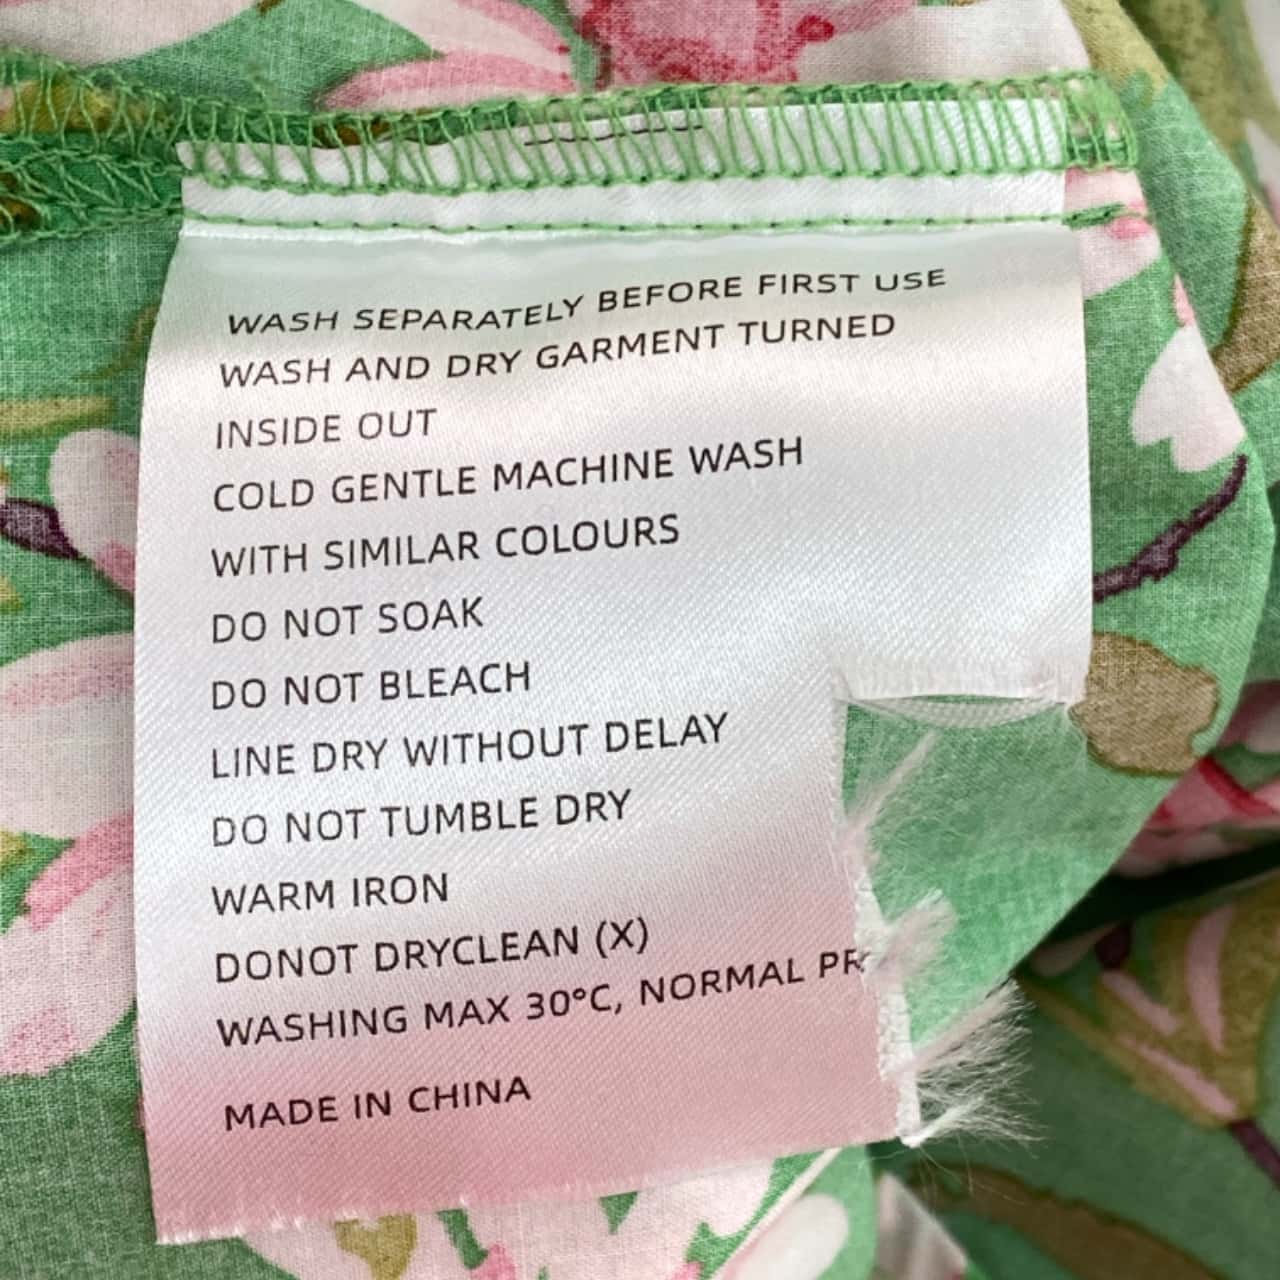 WASH SEPARATELY BEFORE FIRST USE
WASH AND DRY GARMENT TURNED
INSIDE OUT
COLD GENTLE MACHINE WASH
WITH SIMILAR COLOURS
DO NOT SOAK
DO NOT BLEACH
LINE DRY WITHOUT DELAY
DO NOT TUMBLE DRY
WARM IRON
DONOT DRYCLEAN (X)
WASHING MAX 30°C, NORMAL PR
MADE IN CHINA